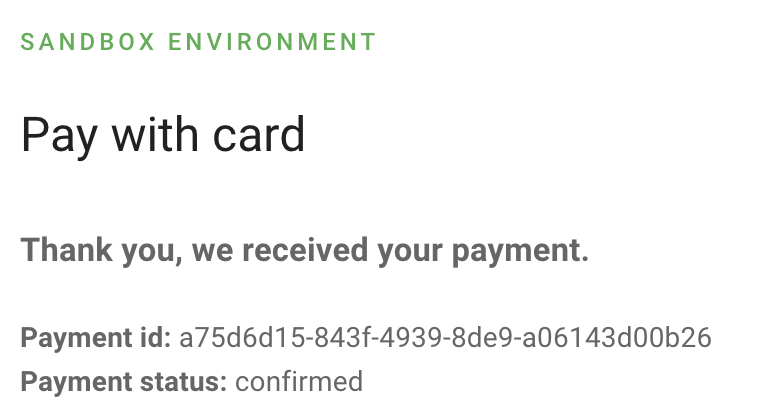 SANDBOX ENVIRONMENT
Pay with card
Thank you, we received your payment.
Payment id: a75d6d15-843f-4939-8de9-a06143d00b26
Payment status: confirmed